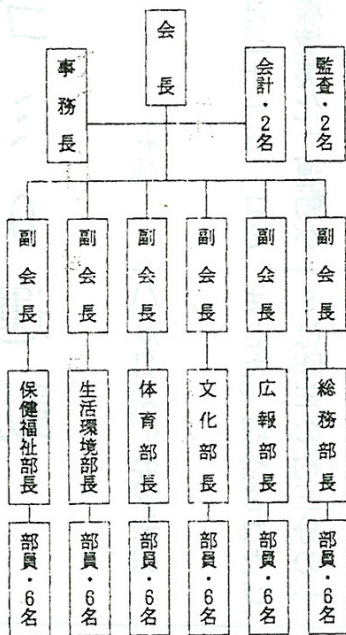 会長
監査・2名
会計・2名
事務長
副会長
副会長
副会長
副会長
副会長
副会長
総務部長
広報部長
文化部長
体育部長
生活環境部長
保健福祉部長
部員・6名
部員・6名
部員・6名
部員・6名
部員・6名
部員・6名